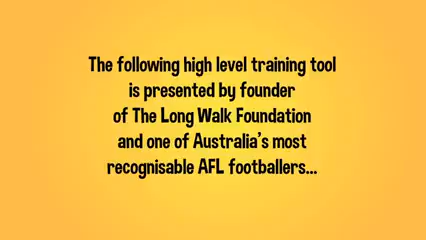 The following high level training tool
is presented by founder
of The Long Walk Foundation
and one of Australia's most
recognisable AFL footballers...